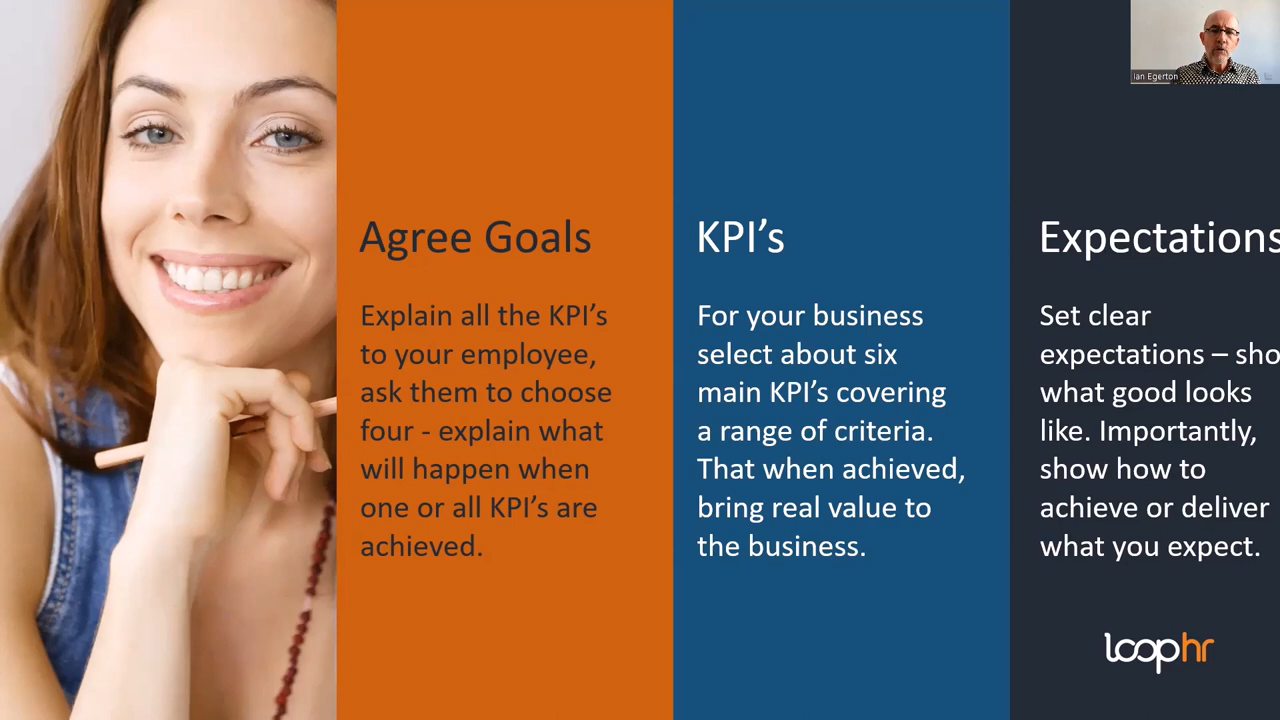 Ian Egerton
Agree Goals
Explain all the KPI’s
to your employee,
ask them to choose
four - explain what
will happen when
one or all KPI’s are
achieved.
KPI’s
For your business
select about six
main KPI’s covering
a range of criteria.
That when achieved,
bring real value to
the business.
Expectations
Set clear
expectations – sho
what good looks
like. Importantly,
show how to
achieve or deliver
what you expect.
loophr